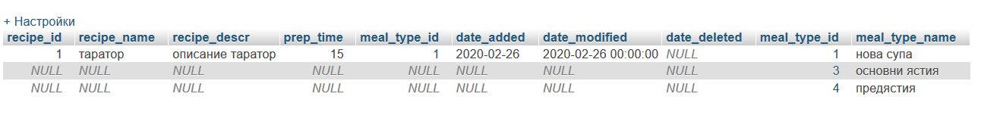 + Настройки
recipe_id recipe_name recipe_descr prep_time meal_type_id date_added date_modified date_deleted meal_type_id meal_type_name
1 таратор описание таратор 15 1 2020-02-26 2020-02-26 00:00:00 NULL 1 нова супа
NULL NULL NULL NULL NULL NULL NULL NULL 3 основни ястия
NULL NULL NULL NULL NULL NULL NULL NULL 4 предястия